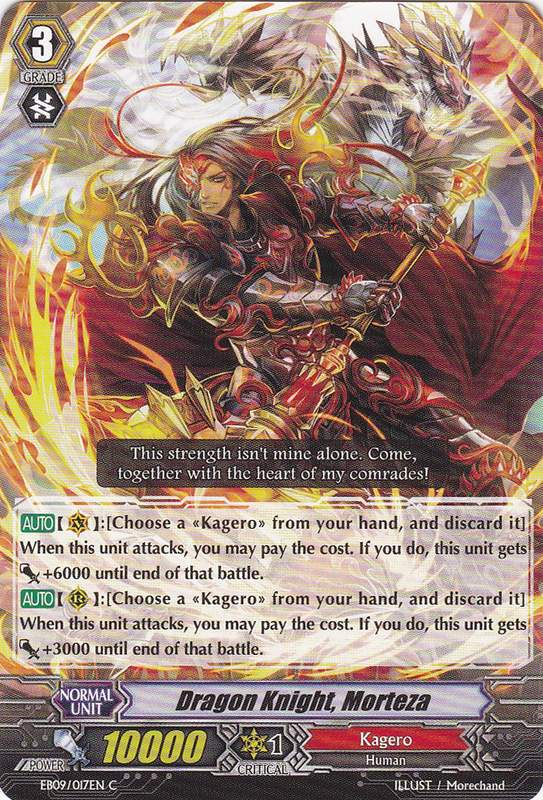 3
GRADE
This strength isn't mine alone. Come,
together with the heart of my comrades!
AUTO【 V 】:[Choose a «Kagero» from your hand, and discard it]
When this unit attacks, you may pay the cost. If you do, this unit gets
+6000 until end of that battle.
AUTO【 R 】:[Choose a «Kagero» from your hand, and discard it]
When this unit attacks, you may pay the cost. If you do, this unit gets
+3000 until end of that battle.
NORMAL
UNIT
Dragon Knight, Morteza
POWER
10000
1
CRITICAL
Kagero
Human
EB09/017EN C
ILLUST / Morechand